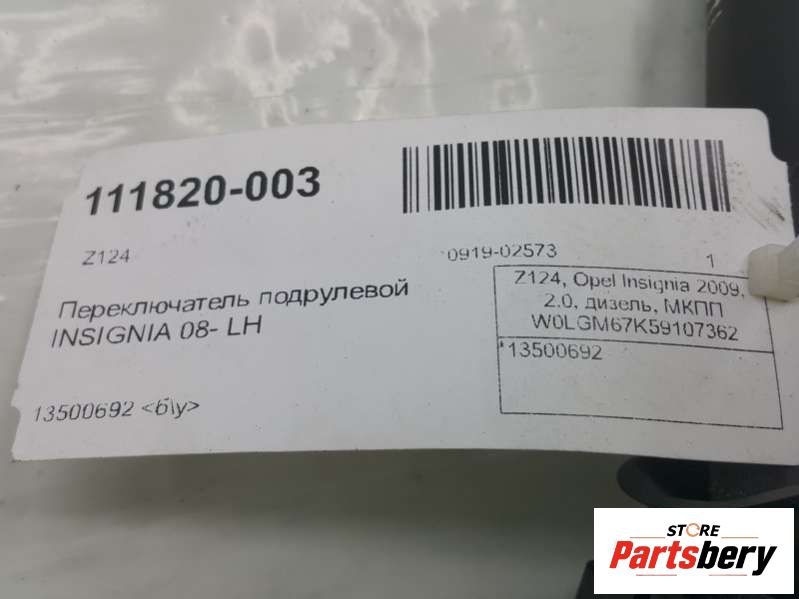 111820-003
Z124
0919-02573
1
Переключатель подрулевой
INSIGNIA 08- LH
Z124, Opel Insignia 2009,
2.0, дизель, МКПП
W0LGM67K59107362
*13500692
13500692 <б\у>
STORE
Partsbery